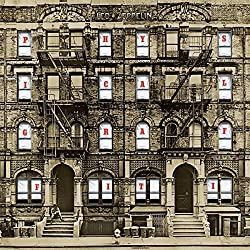 LED ZEPPELIN
P H Y S
I C A L
G R A F
F I T I